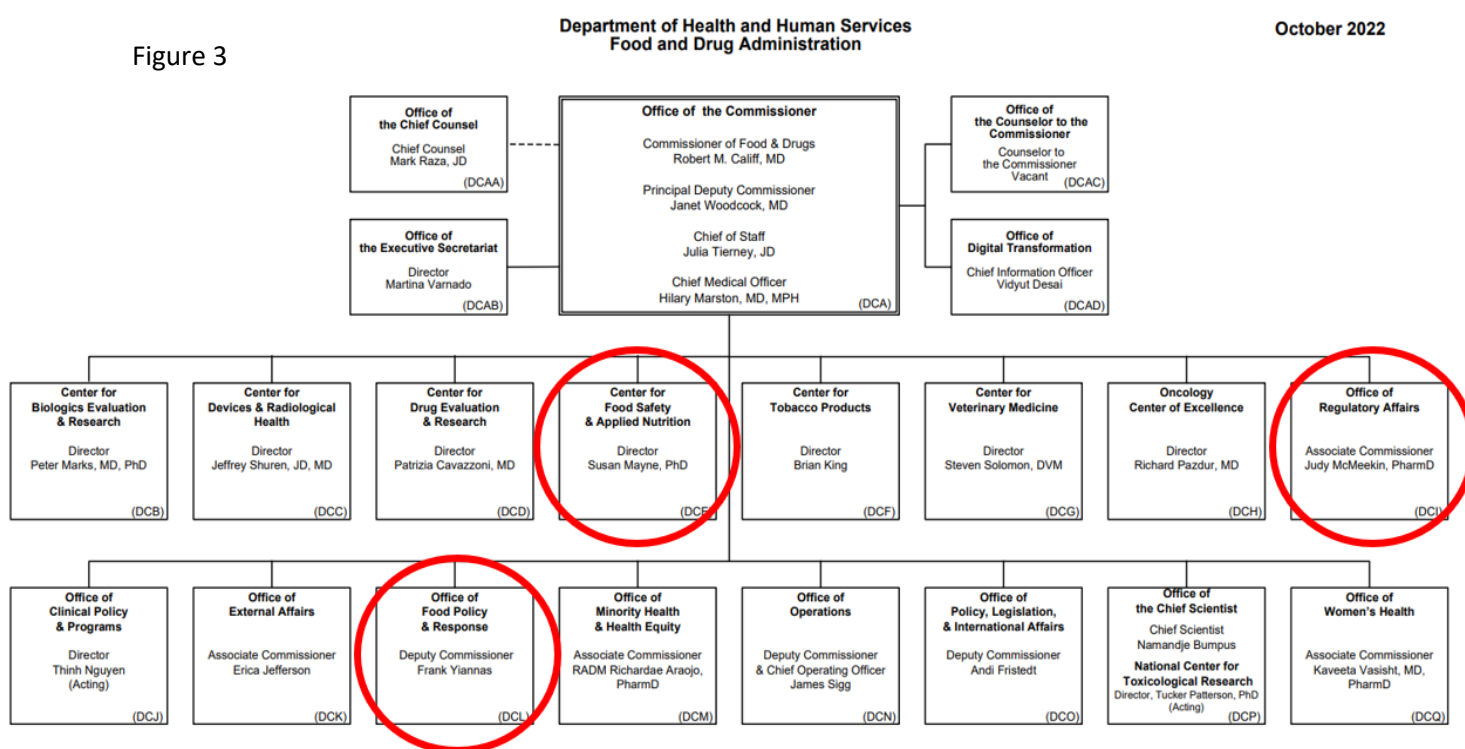 Department of Health and Human Services
Food and Drug Administration
October 2022
Figure 3
Office of
the Chief Counsel
Chief Counsel
Mark Raza, JD
(DCAA)
Office of the Commissioner
Commissioner of Food & Drugs
Robert M. Califf, MD
Principal Deputy Commissioner
Janet Woodcock, MD
Chief of Staff
Julia Tierney, JD
Chief Medical Officer
Hilary Marston, MD, MPH
(DCA)
Office of
the Counselor to the
Commissioner
Counselor to
the Commissioner
Vacant
(DCAC)
Office of
the Executive Secretariat
Director
Martina Varnado
(DCAB)
Office of
Digital Transformation
Chief Information Officer
Vidyut Desai
(DCAD)
Center for
Biologics Evaluation
& Research
Director
Peter Marks, MD, PhD
(DCB)
Center for
Devices & Radiological
Health
Director
Jeffrey Shuren, JD, MD
(DCC)
Center for
Drug Evaluation
& Research
Director
Patrizia Cavazzoni, MD
(DCD)
Center for
Food Safety
& Applied Nutrition
Director
Susan Mayne, PhD
(DCE)
Center for
Tobacco Products
Director
Brian King
(DCF)
Center for
Veterinary Medicine
Director
Steven Solomon, DVM
(DCG)
Oncology
Center of Excellence
Director
Richard Pazdur, MD
(DCH)
Office of
Regulatory Affairs
Associate Commissioner
Judy McMeekin, PharmD
(DCI)
Office of
Clinical Policy
& Programs
Director
Thinh Nguyen
(Acting)
(DCJ)
Office of
External Affairs
Associate Commissioner
Erica Jefferson
(DCK)
Office of
Food Policy
& Response
Deputy Commissioner
Frank Yiannas
(DCL)
Office of
Minority Health
& Health Equity
Associate Commissioner
RADM Richardae Araojo,
PharmD
(DCM)
Office of
Operations
Deputy Commissioner
& Chief Operating Officer
James Sigg
(DCN)
Office of
Policy, Legislation,
& International Affairs
Deputy Commissioner
Andi Fristedt
(DCO)
Office of
the Chief Scientist
Chief Scientist
Namandje Bumpus
National Center for
Toxicological Research
Director, Tucker Patterson, PhD
(Acting)
(DCP)
Office of
Women's Health
Associate Commissioner
Kaveeta Vasisht, MD,
PharmD
(DCQ)